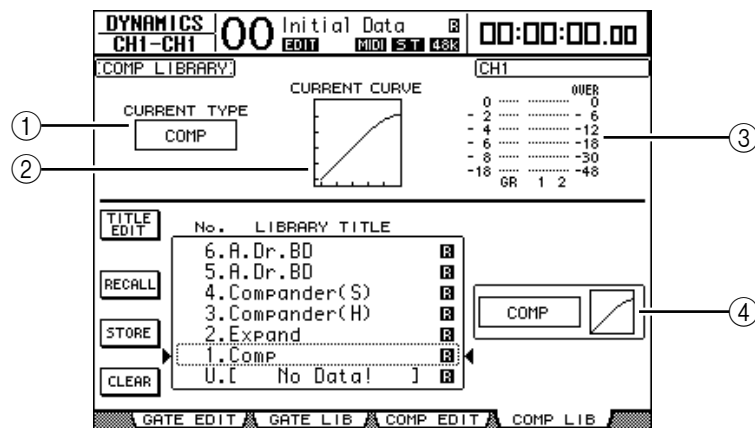 DYNAMICS
CH1-CH1
00
Initial Data R
EDIT MIDI ST 48K
00:00:00.00
COMP LIBRARY
CH1
CURRENT TYPE
COMP
CURRENT CURVE
OVER
0 0
-2 -6
-4 -12
-6 -18
-8 -30
-18 -48
GR 1 2
1
2
3
TITLE EDIT
RECALL
STORE
CLEAR
No. LIBRARY TITLE
6.A.Dr.BD R
5.A.Dr.BD R
4.Compander(S) R
3.Compander(H) R
2.Expand R
1.Comp R
U.[ No Data! ] R
COMP
4
GATE EDIT GATE LIB COMP EDIT COMP LIB